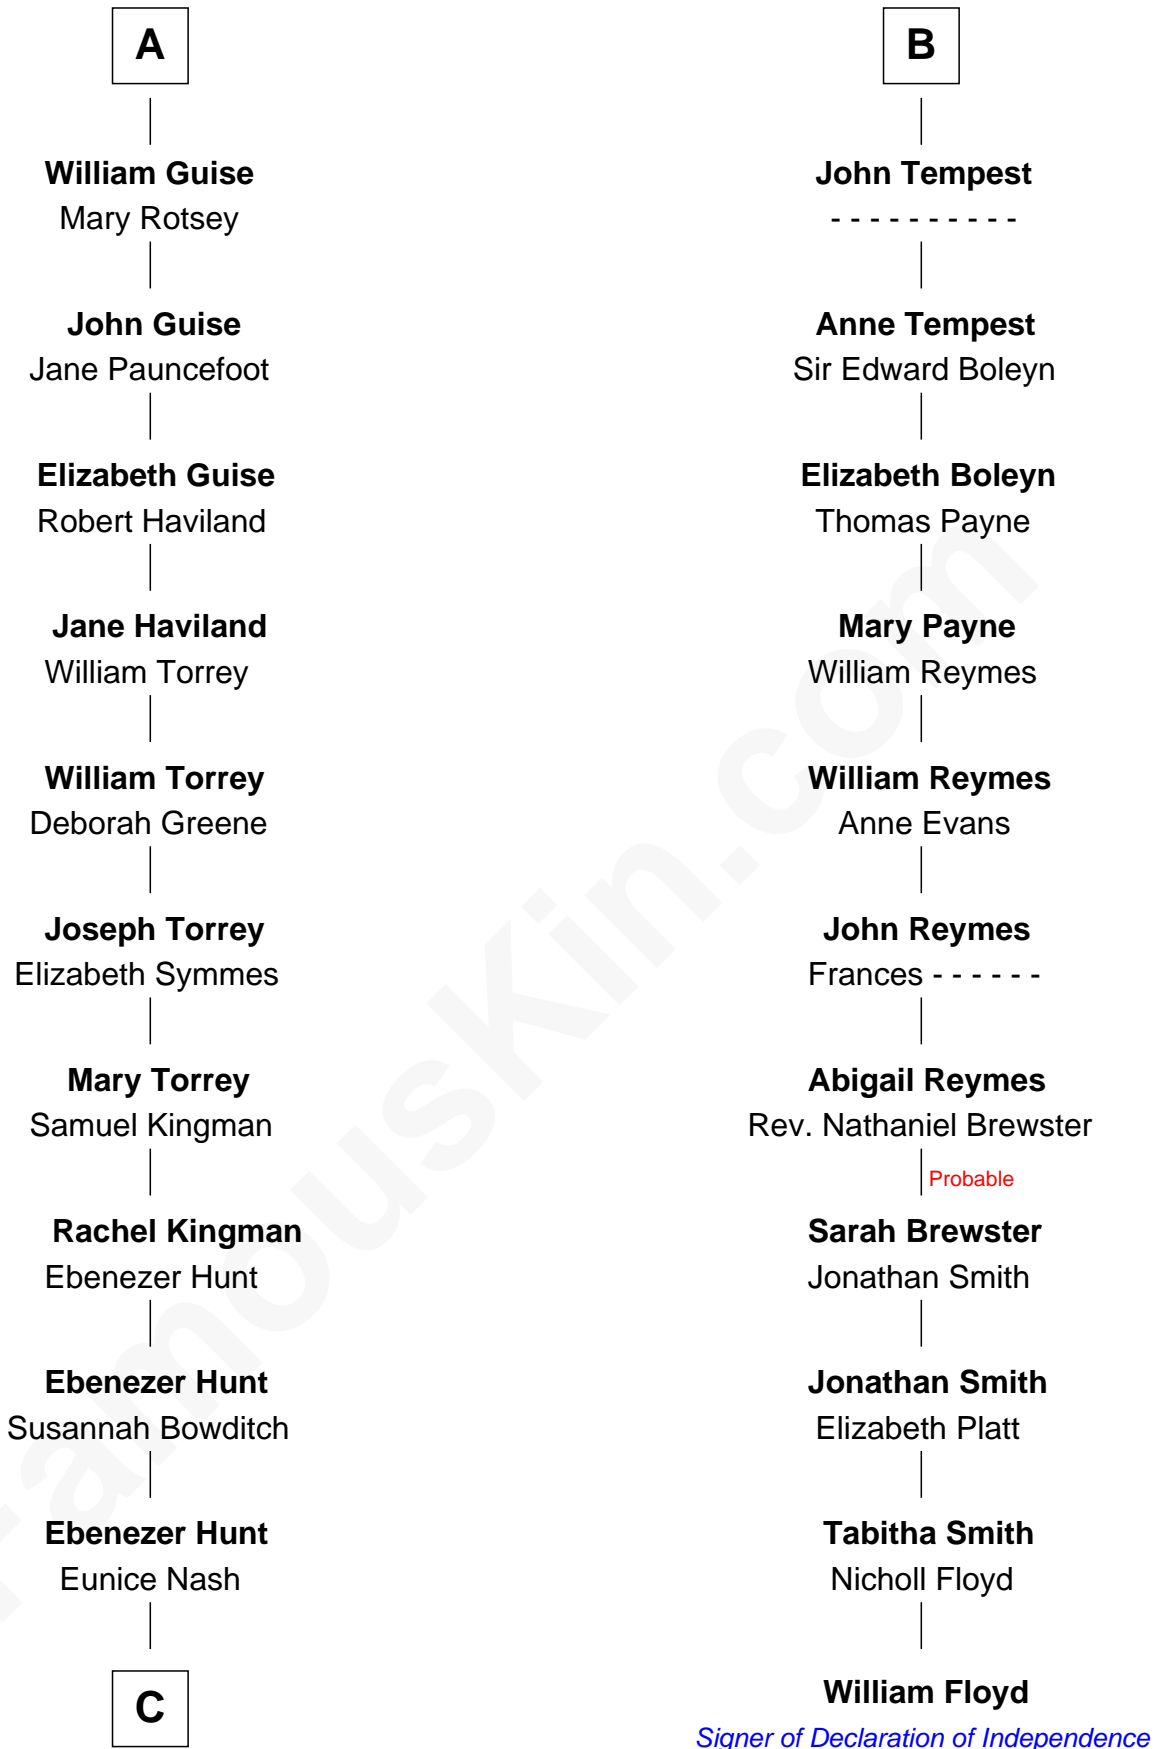 A
William Guise
Mary Rotsey
John Guise
Jane Pauncefoot
Elizabeth Guise
Robert Haviland
Jane Haviland
William Torrey
William Torrey
Deborah Greene
Joseph Torrey
Elizabeth Symmes
Mary Torrey
Samuel Kingman
Rachel Kingman
Ebenezer Hunt
Ebenezer Hunt
Susannah Bowditch
Ebenezer Hunt
Eunice Nash
C
B
John Tempest
- - - - - - - - - -
Anne Tempest
Sir Edward Boleyn
Elizabeth Boleyn
Thomas Payne
Mary Payne
William Reymes
William Reymes
Anne Evans
John Reymes
Frances - - - - - -
Abigail Reymes
Rev. Nathaniel Brewster
Probable
Sarah Brewster
Jonathan Smith
Jonathan Smith
Elizabeth Platt
Tabitha Smith
Nicholl Floyd
William Floyd
Signer of Declaration of Independence
FamousKin.com